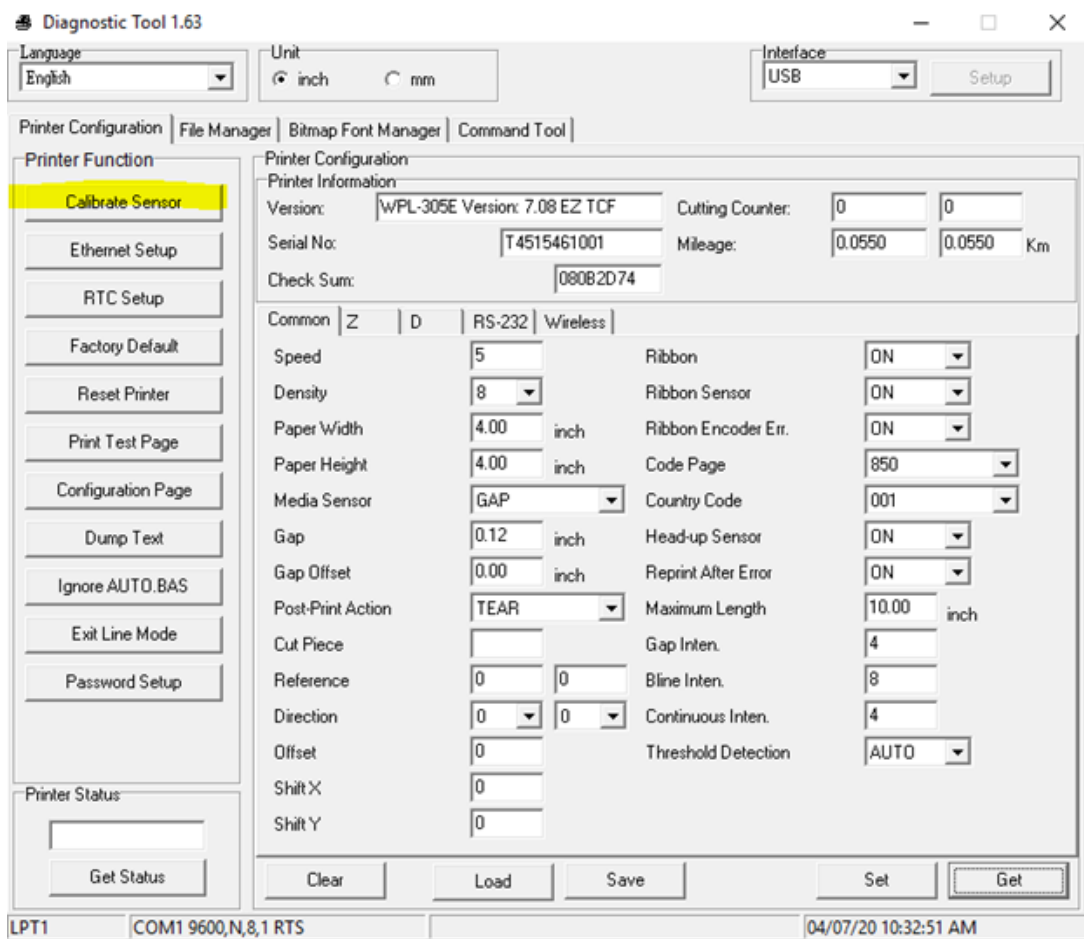 Diagnostic Tool 1.63
Language
English
Unit
inch
mm
Interface
USB
Setup
Printer Configuration
File Manager
Bitmap Font Manager
Command Tool
Printer Function
Calibrate Sensor
Ethernet Setup
RTC Setup
Factory Default
Reset Printer
Print Test Page
Configuration Page
Dump Text
Ignore AUTO.BAS
Exit Line Mode
Password Setup
Printer Status
Get Status
Printer Configuration
Printer Information
Version: WPL-305E Version: 7.08 EZ TCF
Cutting Counter: 0 0
Serial No: T4515461001
Mileage: 0.0550 0.0550 Km
Check Sum: 080B2D74
Common Z D RS-232 Wireless
Speed 5
Density 8
Paper Width 4.00 inch
Paper Height 4.00 inch
Media Sensor GAP
Gap 0.12 inch
Gap Offset 0.00 inch
Post-Print Action TEAR
Cut Piece
Reference 0 0
Direction 0 0
Offset 0
Shift X 0
Shift Y 0
Ribbon ON
Ribbon Sensor ON
Ribbon Encoder Err. ON
Code Page 850
Country Code 001
Head-up Sensor ON
Reprint After Error ON
Maximum Length 10.00 inch
Gap Inten. 4
Bline Inten. 8
Continuous Inten. 4
Threshold Detection AUTO
Clear
Load
Save
Set
Get
LPT1
COM1 9600,N,8,1 RTS
04/07/20 10:32:51 AM